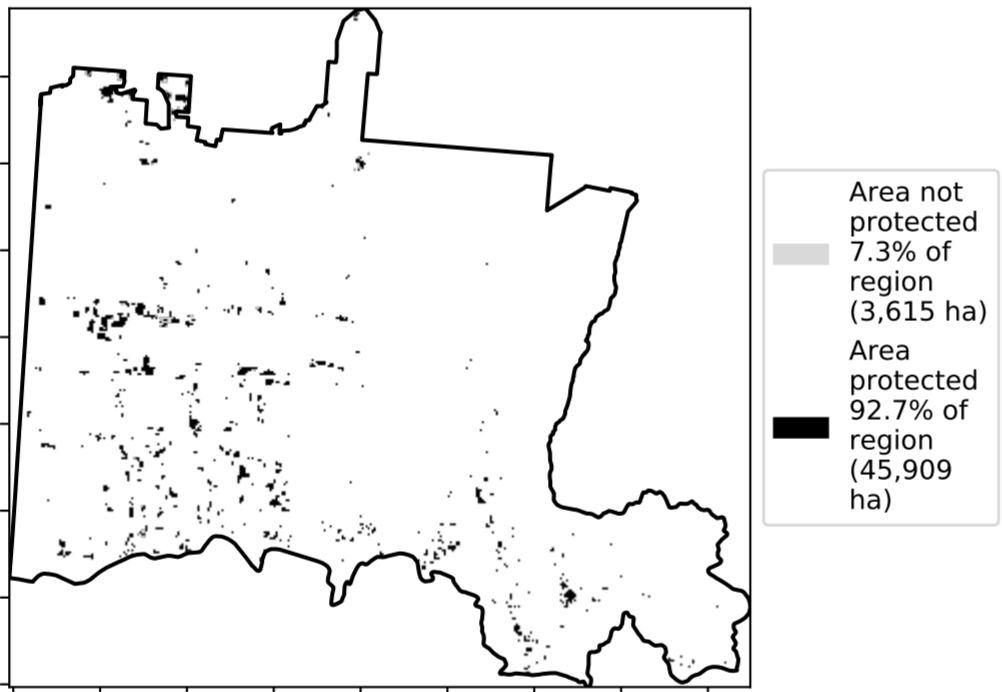 Area not
protected
7.3% of
region
(3,615 ha)
Area
protected
92.7% of
region
(45,909
ha)